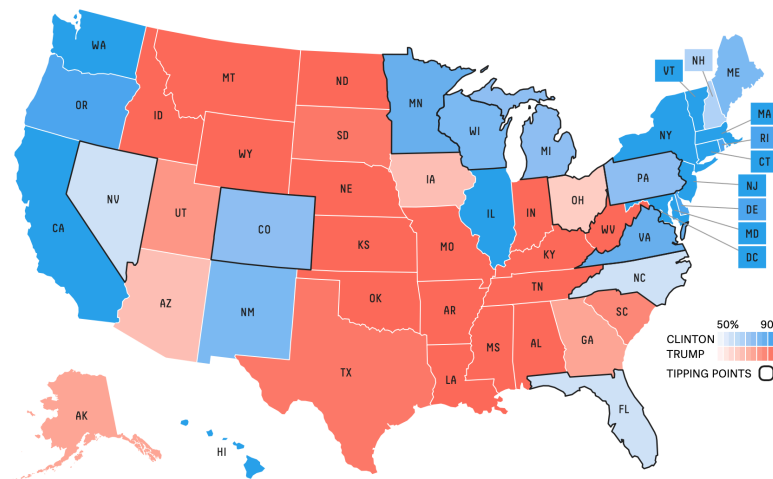 WA
MT
ND
MN
VT
NH
ME
OR
ID
SD
WI
MI
NY
MA
RI
CT
WY
IA
PA
NJ
NV
UT
CO
NE
IL
IN
OH
WV
VA
DE
MD
DC
CA
KS
MO
KY
NC
AZ
NM
OK
AR
TN
SC
MS
AL
GA
TX
LA
FL
AK
HI
50% 90
CLINTON
TRUMP
TIPPING POINTS